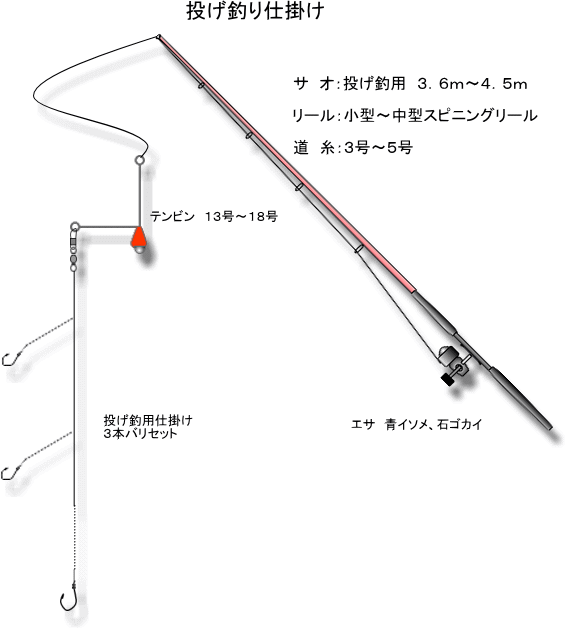 投げ釣り仕掛け
サ オ：投げ釣用 ３．６ｍ～４．５ｍ
リール：小型～中型スピニングリール
道 糸：３号～５号
テンビン １３号～１８号
投げ釣用仕掛け
３本バリセット
エサ 青イソメ、石ゴカイ